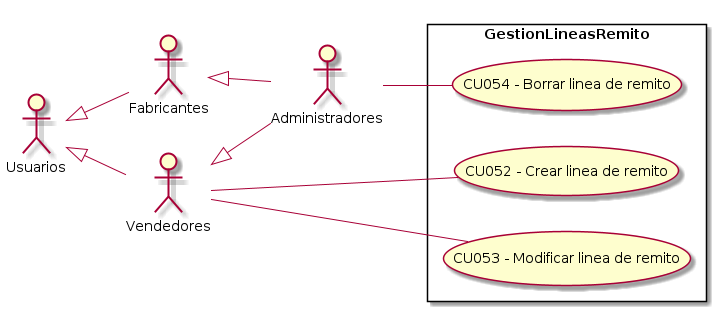 GestionLineasRemito
CU054 - Borrar linea de remito
Fabricantes
Administradores
Usuarios
CU052 - Crear linea de remito
Vendedores
CU053 - Modificar linea de remito